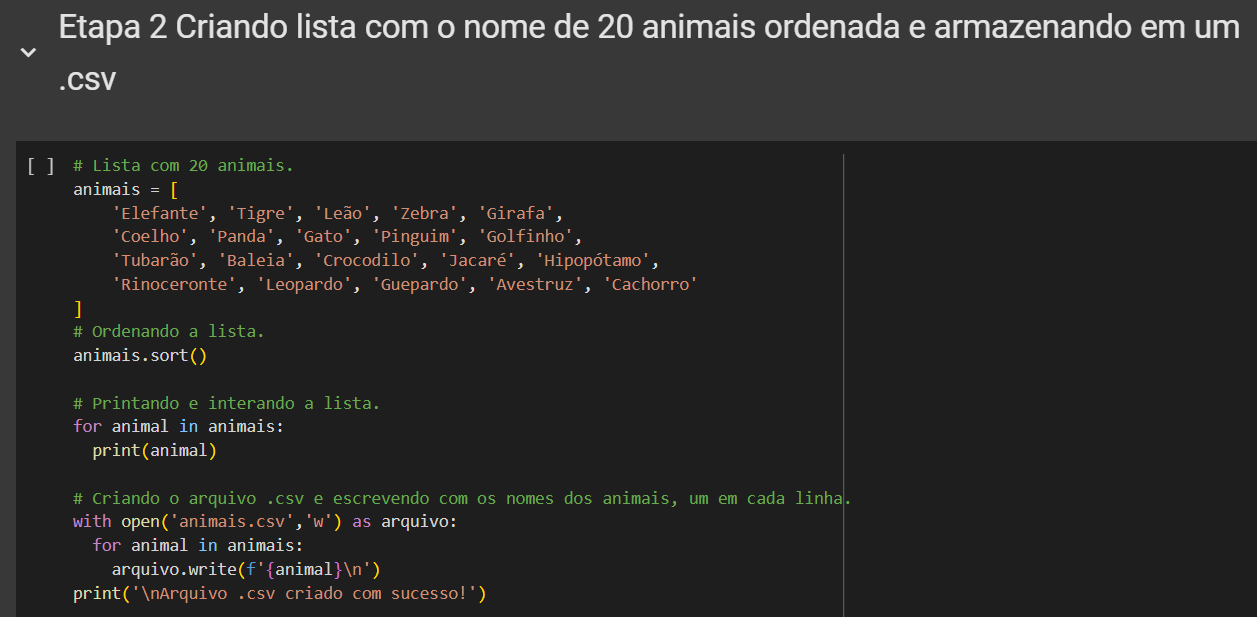 Etapa 2 Criando lista com o nome de 20 animais ordenada e armazenando em um
.csv
[ ] # Lista com 20 animais.
animais = [
    'Elefante', 'Tigre', 'Leão', 'Zebra', 'Girafa',
    'Coelho', 'Panda', 'Gato', 'Pinguim', 'Golfinho',
    'Tubarão', 'Baleia', 'Crocodilo', 'Jacaré', 'Hipopótamo',
    'Rinoceronte', 'Leopardo', 'Guepardo', 'Avestruz', 'Cachorro'
]
# Ordenando a lista.
animais.sort()
# Printando e interando a lista.
for animal in animais:
  print(animal)
# Criando o arquivo .csv e escrevendo com os nomes dos animais, um em cada linha.
with open('animais.csv','w') as arquivo:
  for animal in animais:
    arquivo.write(f'{animal}\n')
print('\nArquivo .csv criado com sucesso!')